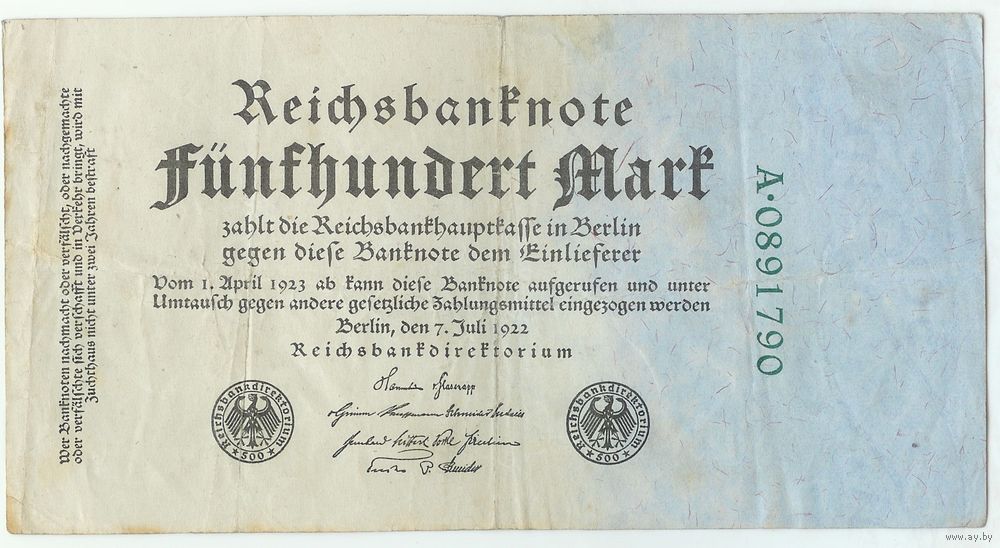 Reichsbanknote
Fünfhundert Mark
zahlt die Reichsbankhauptkasse in Berlin
gegen diese Banknote dem Einlieferer
Vom 1. April 1923 ab kann diese Banknote aufgerufen und unter
Umtausch gegen andere gesetzliche Zahlungsmittel eingezogen werden
Berlin, den 7. Juli 1922
Reichsbankdirektorium
Reichsbankdirektorium
500
Reichsbankdirektorium
500
Wer Banknoten nachmacht oder verfälscht, oder nachgemachte
oder verfälschte sich verschafft und in Verkehr bringt, wird mit
Zuchthaus nicht unter zwei Jahren bestraft
A·0891790
www.ay.by